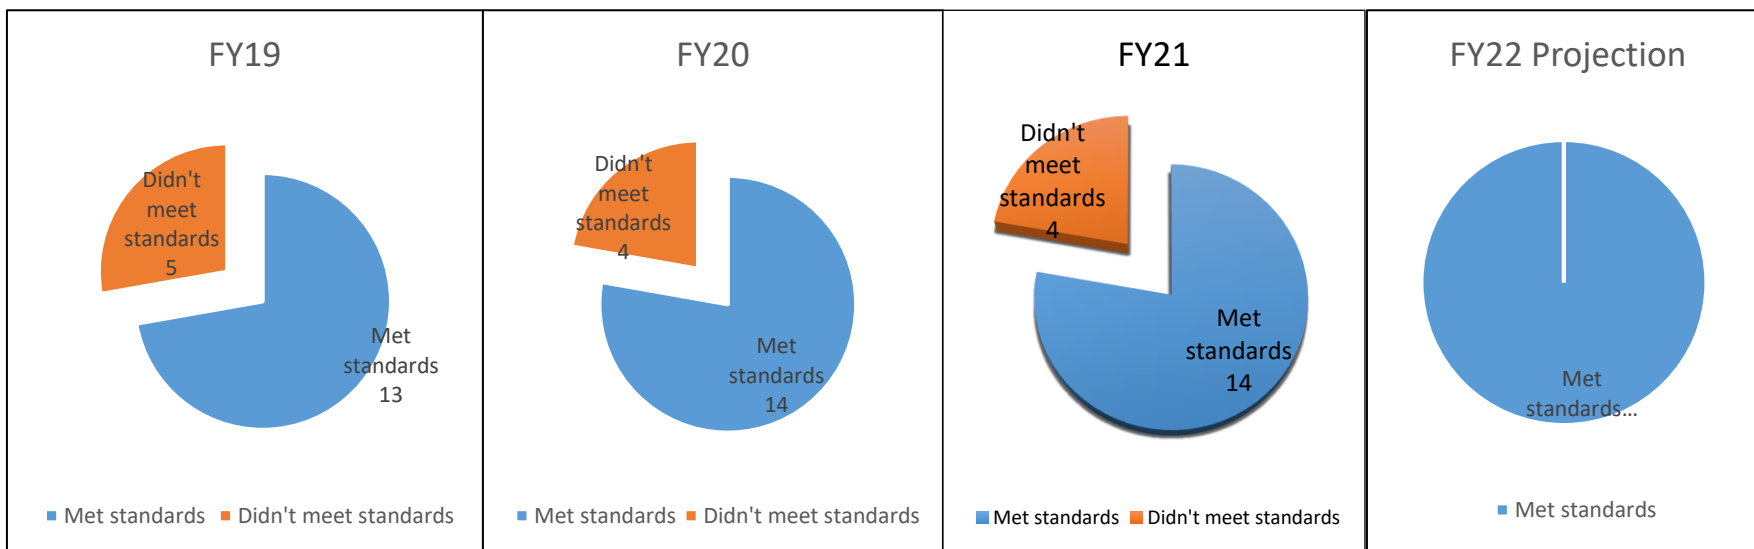 FY19
Didn't
meet
standards
5
Met
standards
13
Met standards Didn't meet standards
FY20
Didn't
meet
standards
4
Met
standards
14
Met standards Didn't meet standards
FY21
Didn't
meet
standards
4
Met
standards
14
Met standards Didn't meet standards
FY22 Projection
Met
standards...
Met standards